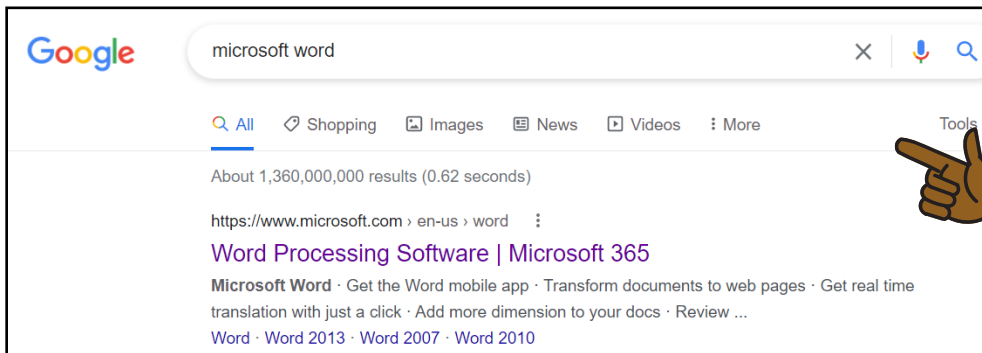 Google
microsoft word
All Shopping Images News Videos More Tools
About 1,360,000,000 results (0.62 seconds)
https://www.microsoft.com › en-us › word
Word Processing Software | Microsoft 365
Microsoft Word · Get the Word mobile app · Transform documents to web pages · Get real time
translation with just a click · Add more dimension to your docs · Review ...
Word · Word 2013 · Word 2007 · Word 2010